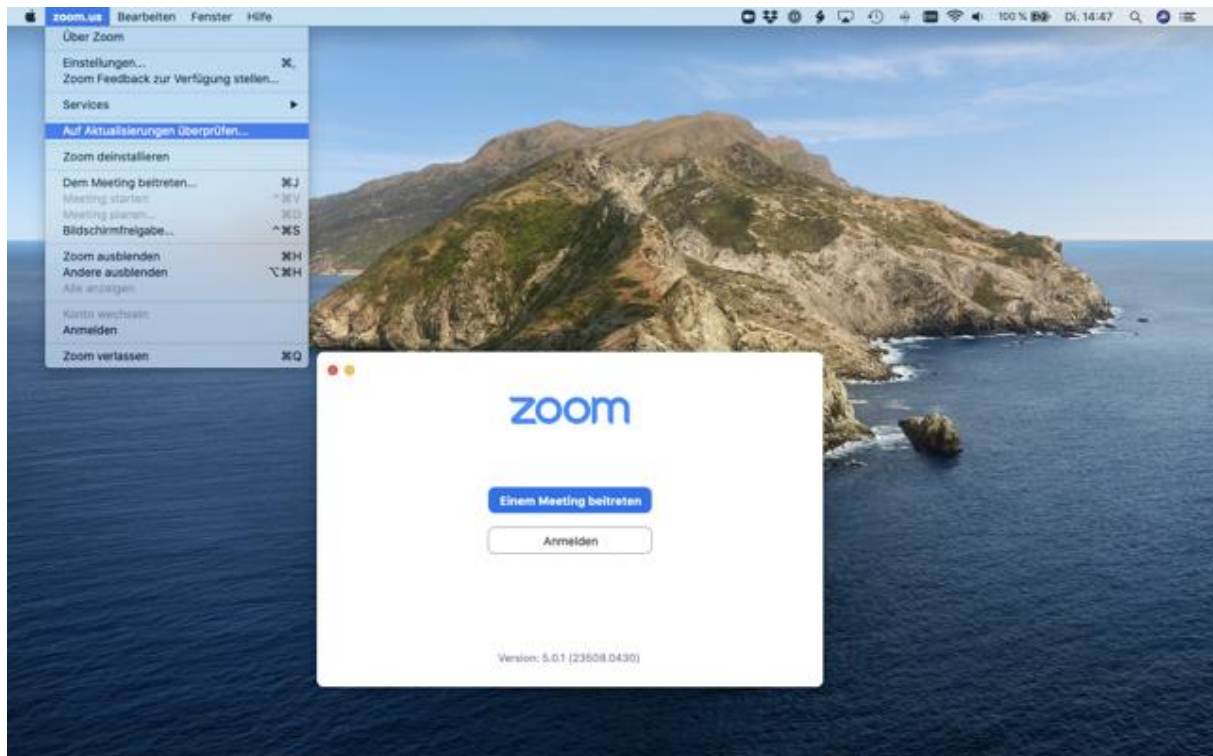 zoom.us Bearbeiten Fenster Hilfe 100 % Di. 14:47
Über Zoom
Einstellungen... ⌘,
Zoom Feedback zur Verfügung stellen...
Services
Auf Aktualisierungen überprüfen...
Zoom deinstallieren
Dem Meeting beitreten... ⌘J
Meeting starten ^⌘V
Meeting planen... ⌘D
Bildschirmfreigabe... ^⌘S
Zoom ausblenden ⌘H
Andere ausblenden ⌥⌘H
Alle anzeigen
Konto wechseln
Anmelden
Zoom verlassen ⌘Q
zoom
Einem Meeting beitreten
Anmelden
Version: 5.0.1 (23508.0430)